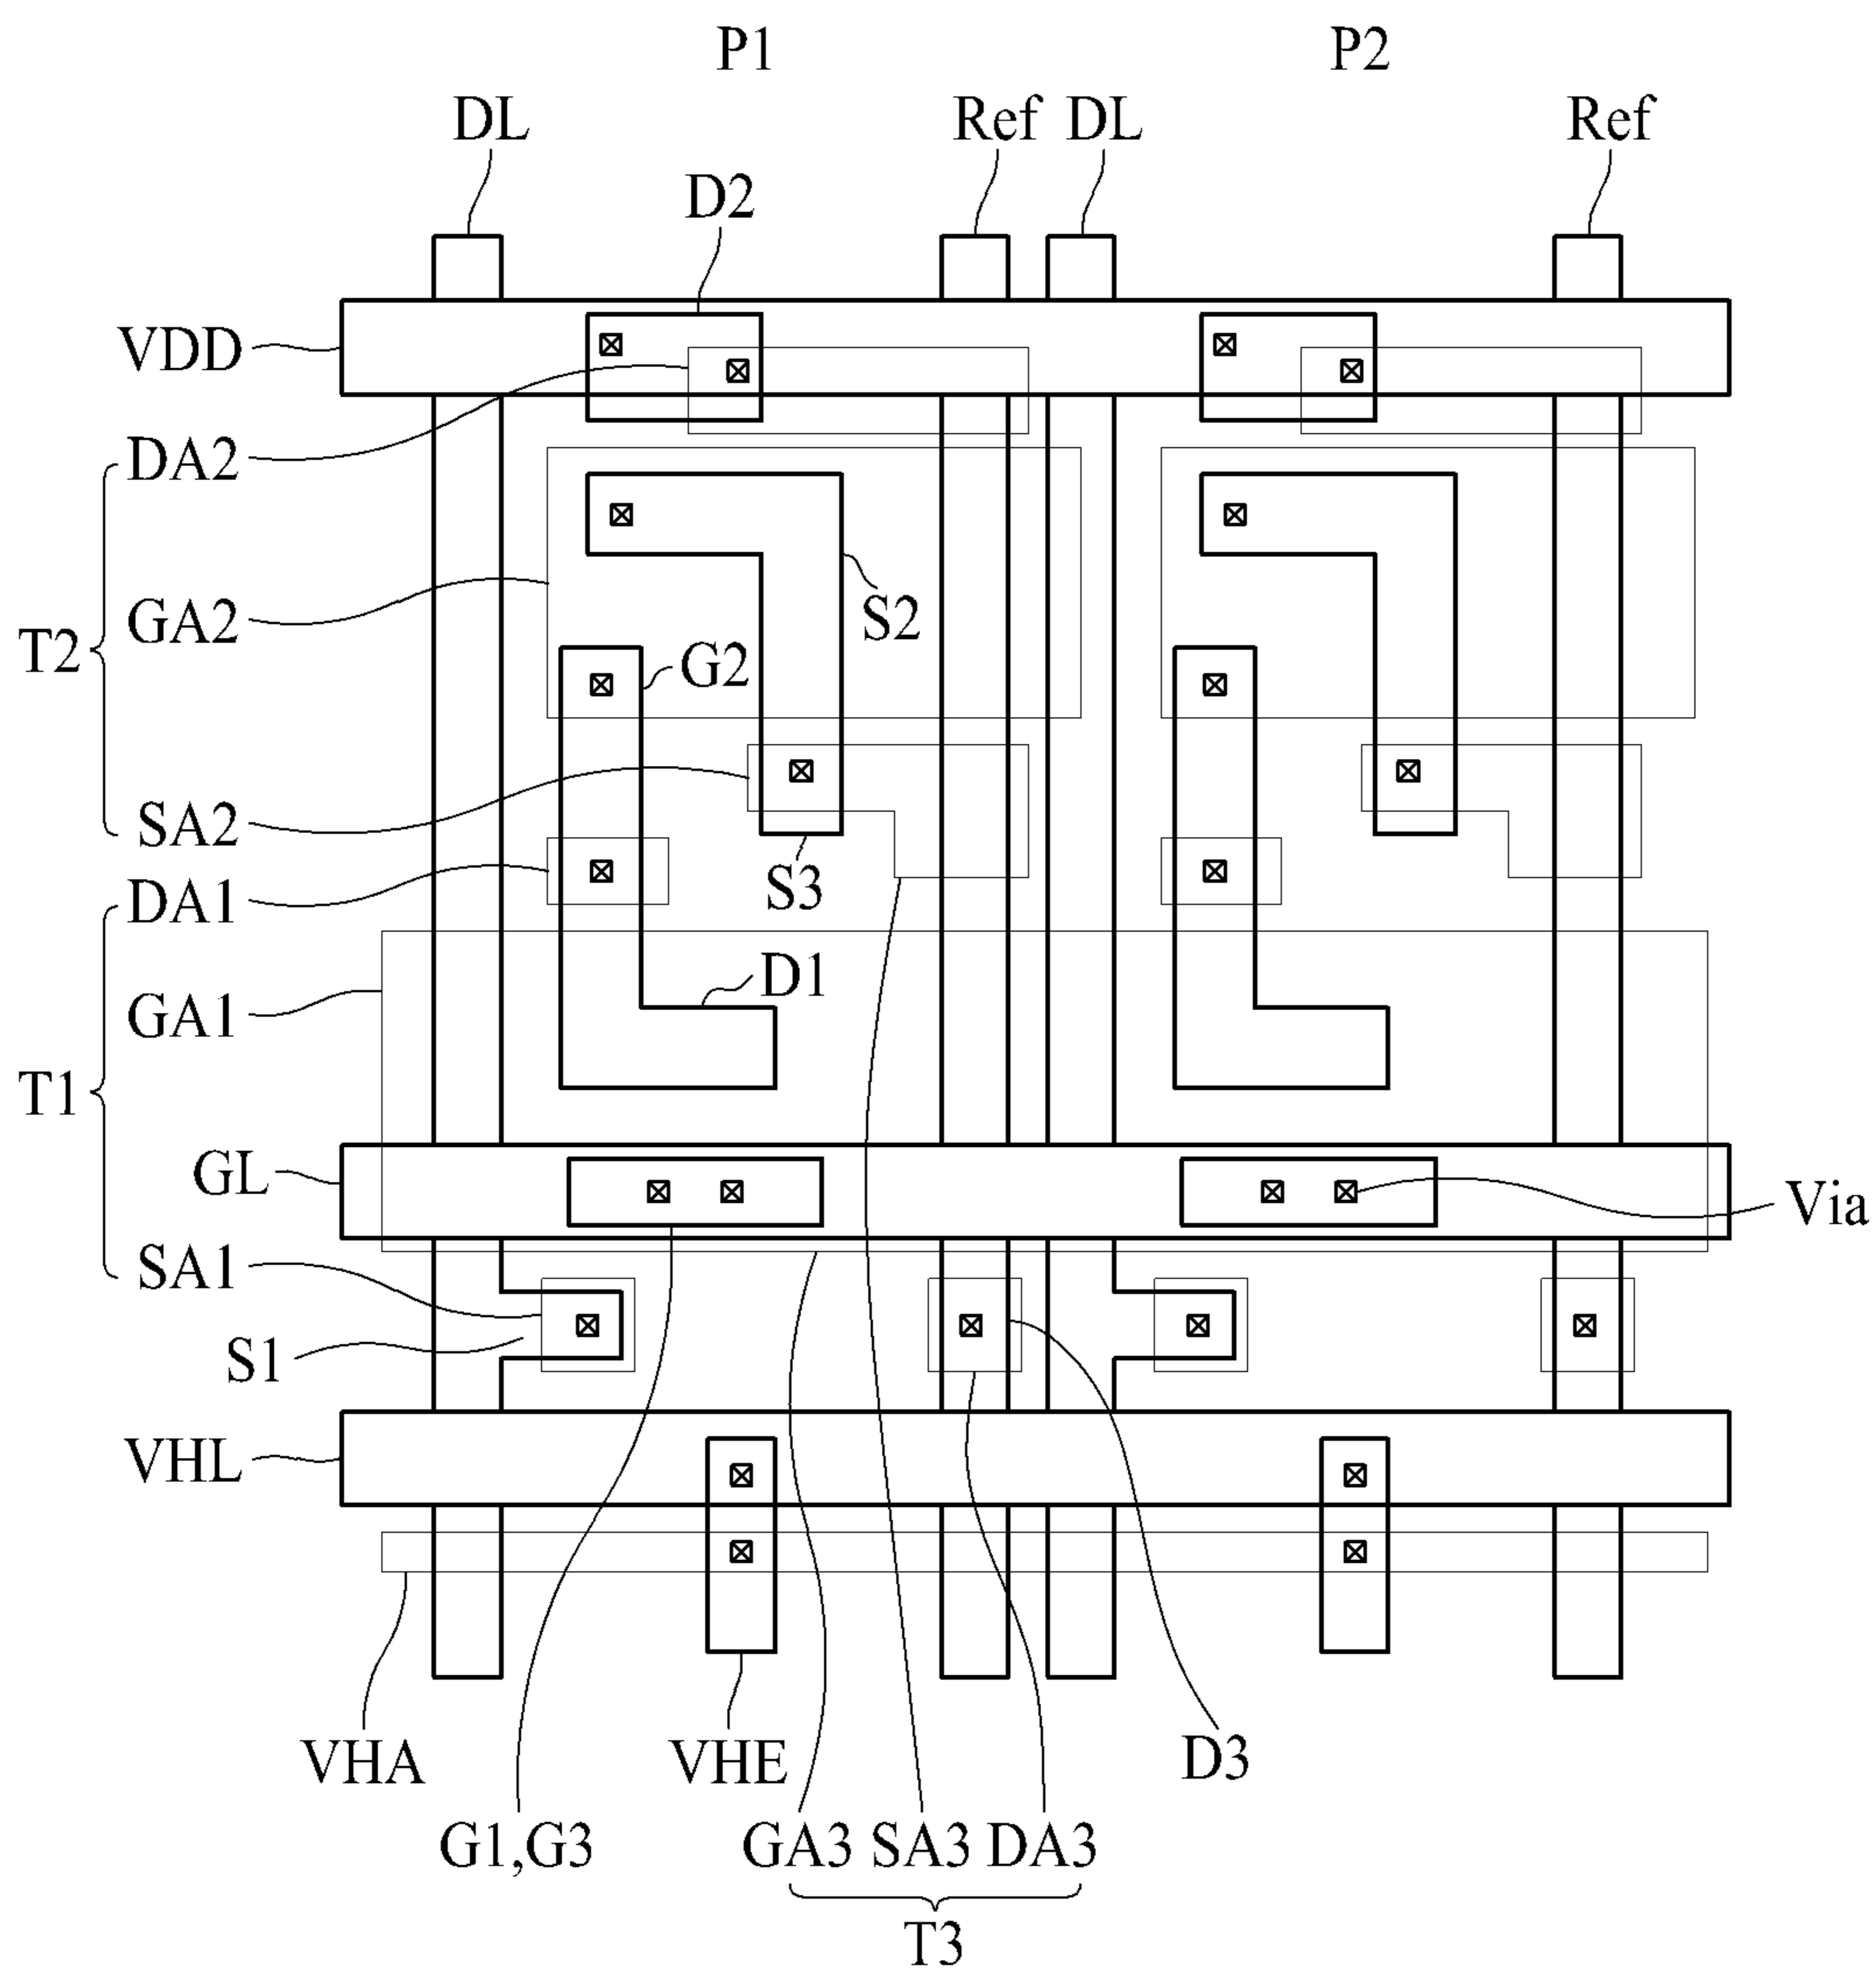 P1 P2
DL Ref DL Ref
D2
VDD
DA2
GA2
S2
T2
G2
SA2
S3
DA1
D1
GA1
T1
GL
Via
SA1
S1
VHL
VHA VHE D3
G1,G3 GA3 SA3 DA3
T3